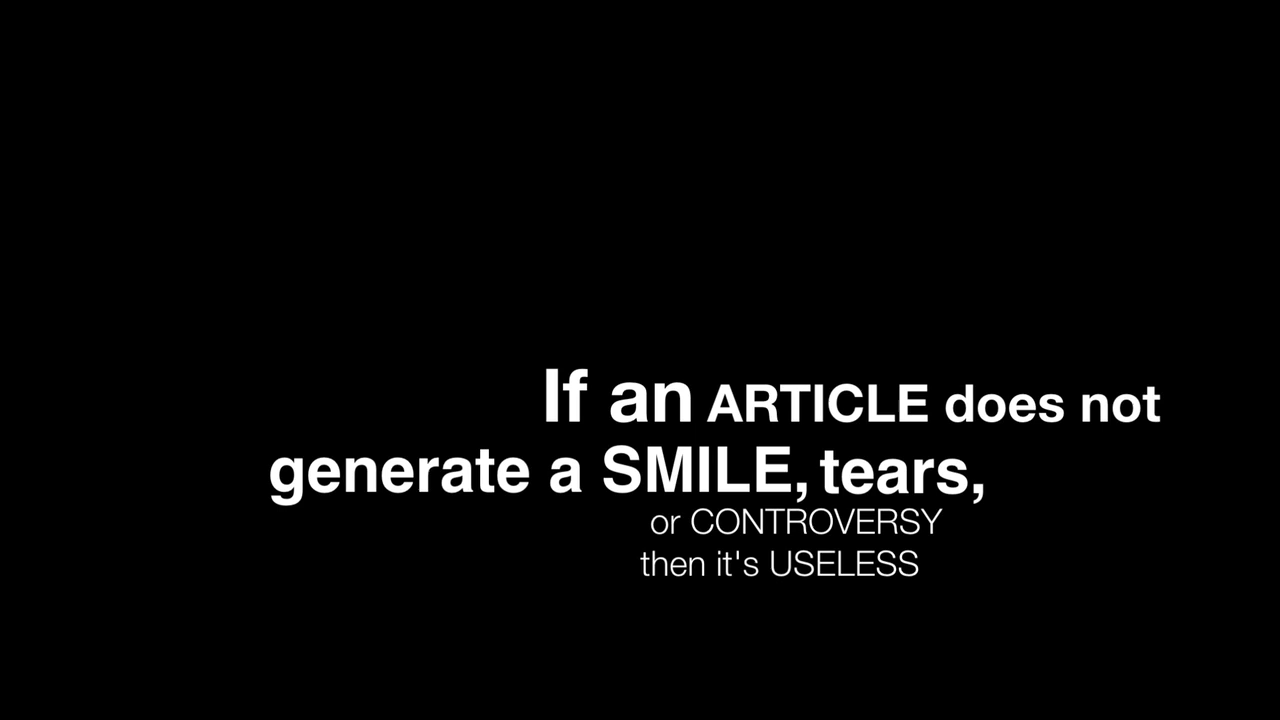 If an ARTICLE does not
generate a SMILE, tears,
or CONTROVERSY
then it's USELESS